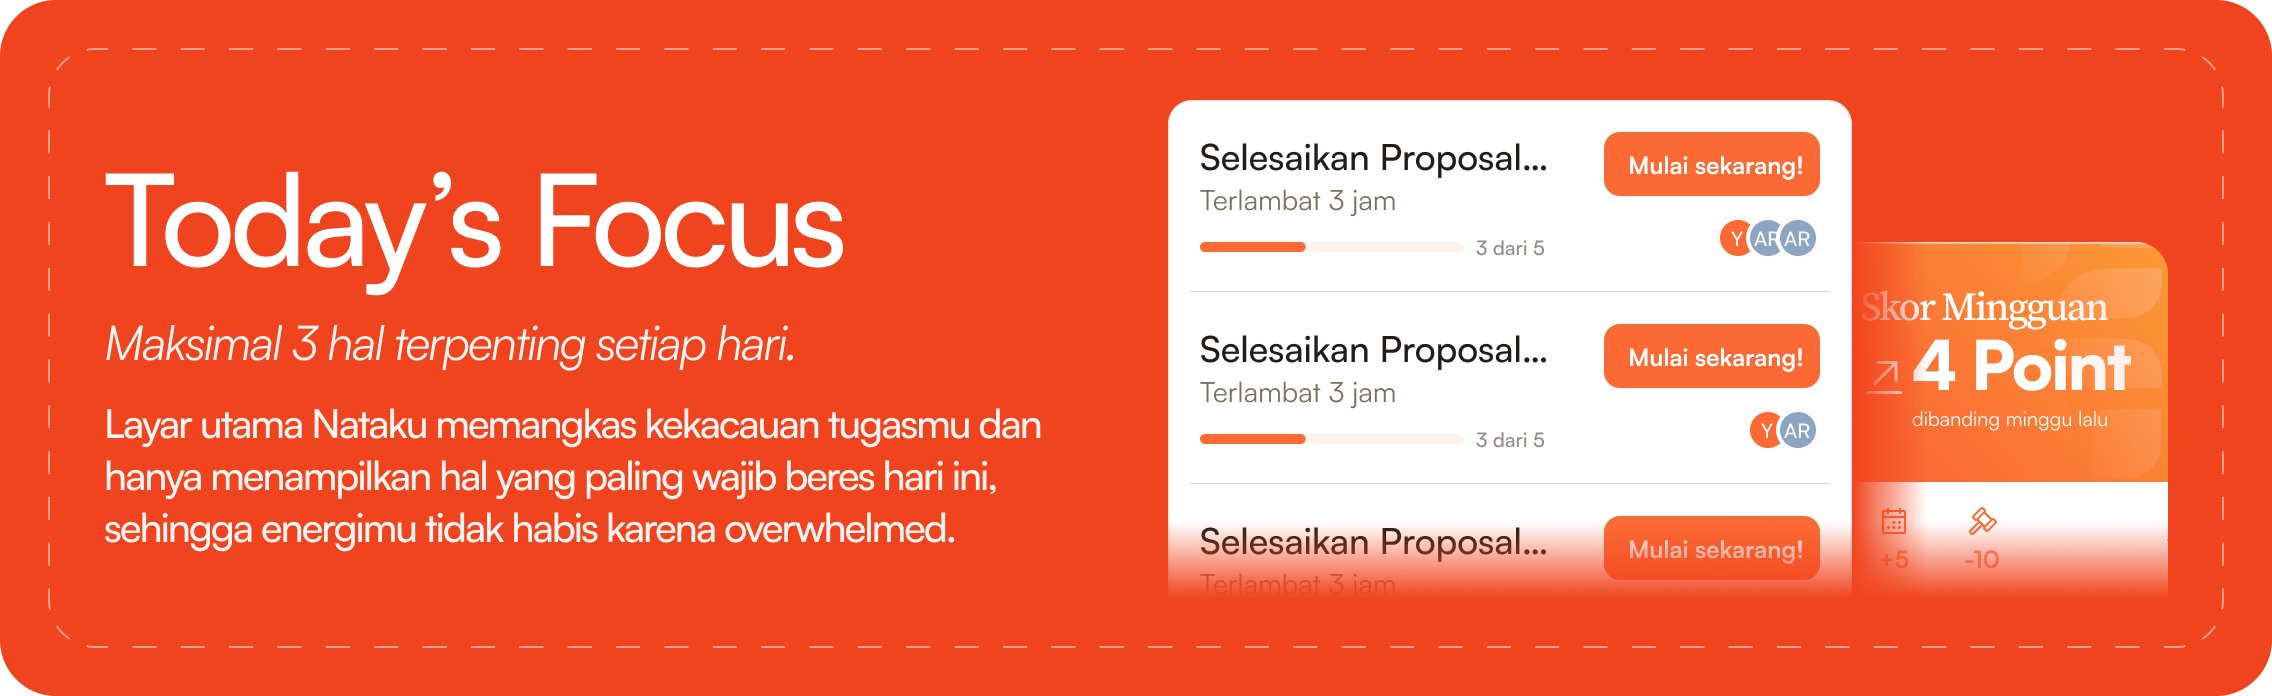 Today’s Focus
Maksimal 3 hal terpenting setiap hari.
Layar utama Nataku memangkas kekacauan tugasmu dan
hanya menampilkan hal yang paling wajib beres hari ini,
sehingga energimu tidak habis karena overwhelmed.
Selesaikan Proposal...
Mulai sekarang!
Terlambat 3 jam
3 dari 5
Y AR AR
Selesaikan Proposal...
Mulai sekarang!
Terlambat 3 jam
3 dari 5
Y AR
Selesaikan Proposal...
Mulai sekarang!
Terlambat 3 jam
Skor Mingguan
4 Point
dibanding minggu lalu
+5
-10